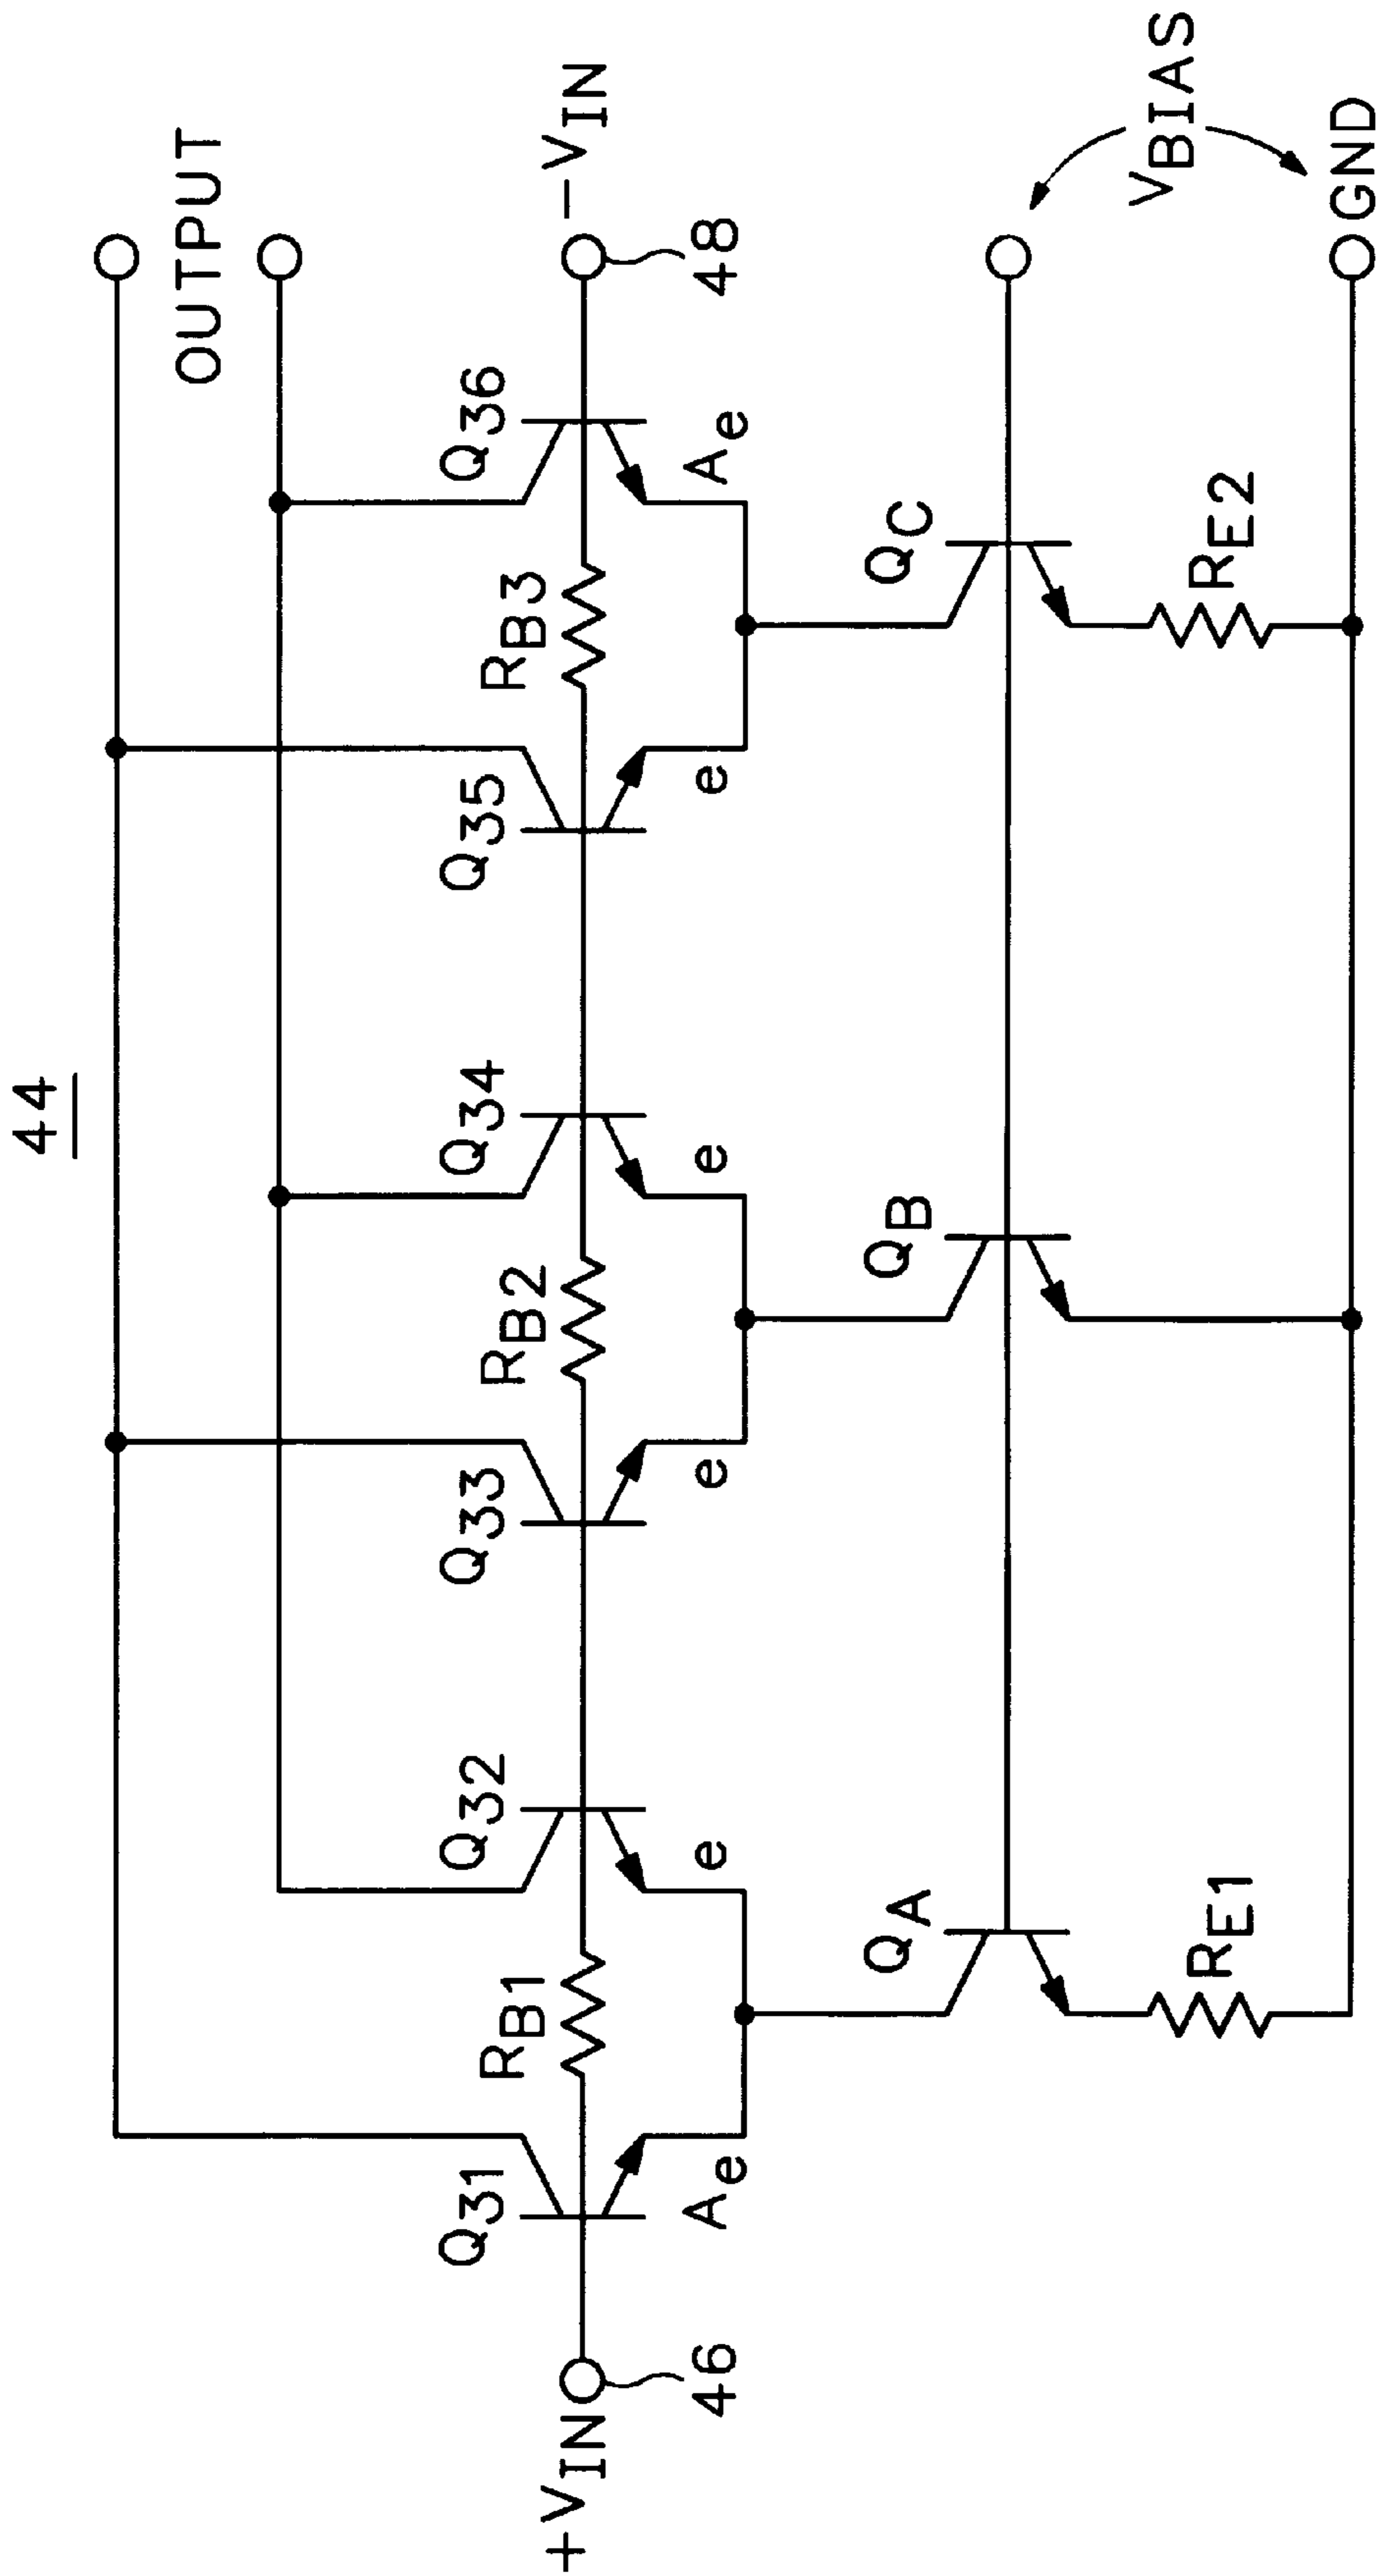 44
OUTPUT
Q31
Q32
Q33
Q34
Q35
Q36
+VIN
RB1
RB2
RB3
-VIN
46
Ae
e
e
e
e
Ae
48
QA
QB
QC
VBIAS
RE1
RE2
GND